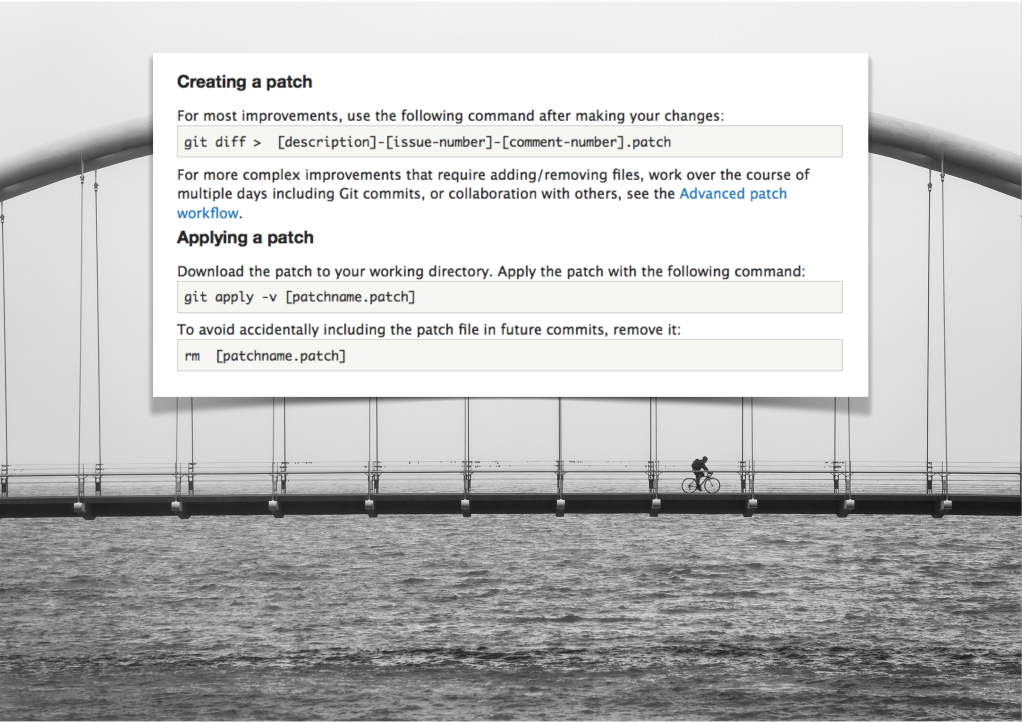 Creating a patch
For most improvements, use the following command after making your changes:
git diff >  [description]-[issue-number]-[comment-number].patch
For more complex improvements that require adding/removing files, work over the course of
multiple days including Git commits, or collaboration with others, see the Advanced patch
workflow.
Applying a patch
Download the patch to your working directory. Apply the patch with the following command:
git apply -v [patchname.patch]
To avoid accidentally including the patch file in future commits, remove it:
rm  [patchname.patch]